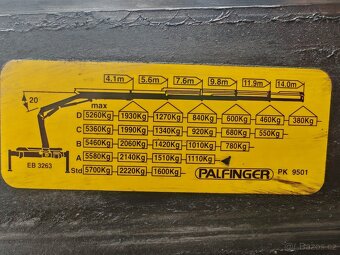 4.1m 5.6m 7.6m 9.8m 11.9m 14.0m
20°
max
D 5260Kg 1930Kg 1270Kg 840Kg 600Kg 460Kg 380Kg
C 5360Kg 1990Kg 1340Kg 920Kg 680Kg 550Kg
B 5460Kg 2060Kg 1420Kg 1010Kg 780Kg
A 5580Kg 2140Kg 1510Kg 1110Kg
EB 3263
Std 5700Kg 2220Kg 1600Kg PALFINGER PK 9501
Bazoš.cz